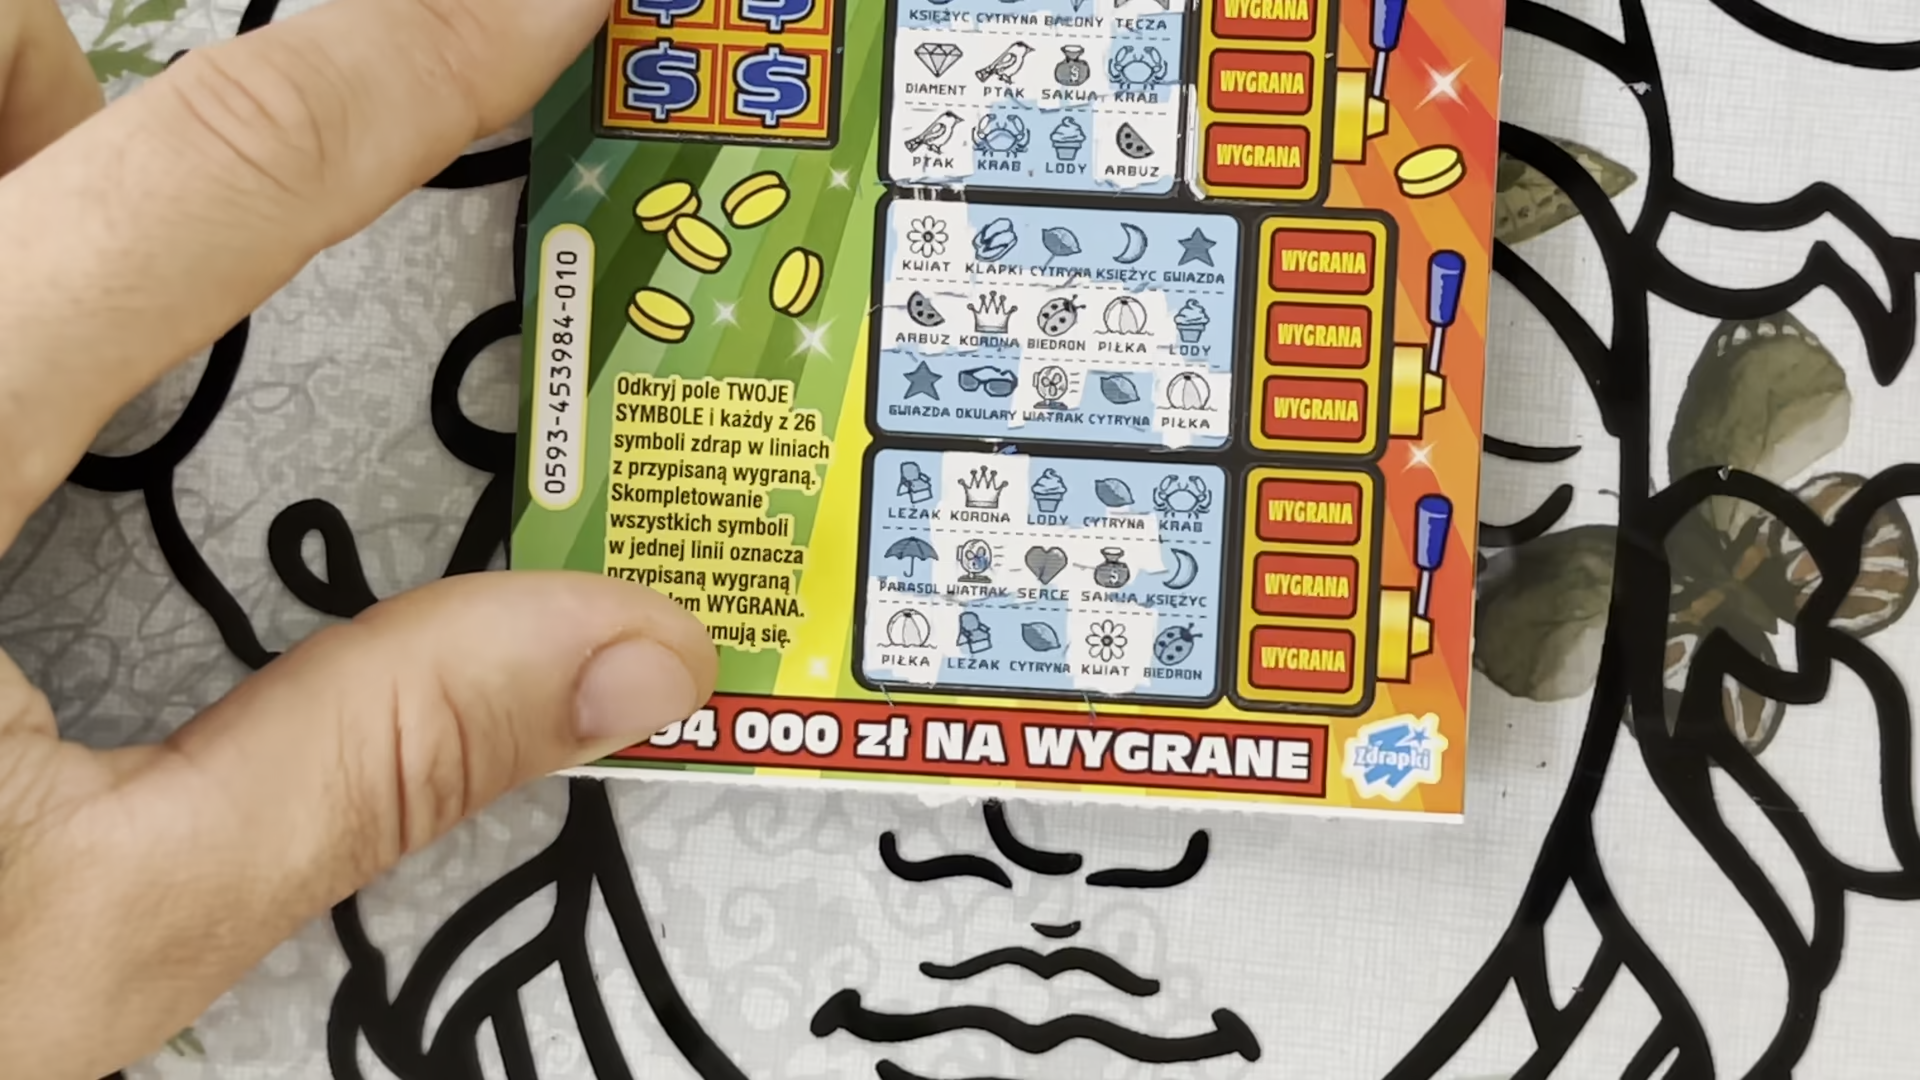 $ $
$ $
KSIĘŻYC CYTRYNA BALONY TĘCZA
DIAMENT PTAK SAKWA KRAB
PTAK KRAB LODY ARBUZ
WYGRANA
WYGRANA
WYGRANA
KWIAT KLAPKI CYTRYNA KSIĘŻYC GWIAZDA
ARBUZ KORONA BIEDRON PIŁKA LODY
GWIAZDA OKULARY WIATRAK CYTRYNA PIŁKA
WYGRANA
WYGRANA
WYGRANA
LEŻAK KORONA LODY CYTRYNA KRAB
PARASOL WIATRAK SERCE SAKWA KSIĘŻYC
PIŁKA LEŻAK CYTRYNA KWIAT BIEDRON
WYGRANA
WYGRANA
WYGRANA
0593-453984-010
Odkryj pole TWOJE
SYMBOLE i każdy z 26
symboli zdrap w liniach
z przypisaną wygraną.
Skompletowanie
wszystkich symboli
w jednej linii oznacza
przypisaną wygraną
WYGRANA.
się.
94 000 zł NA WYGRANE
Zdrapki